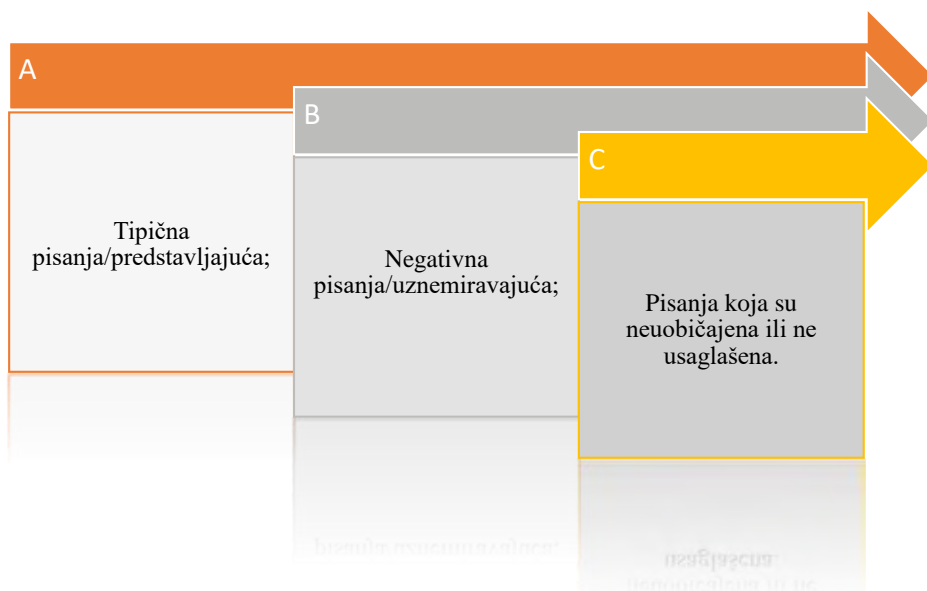 A
Tipična
pisanja/predstavljajuća;
B
Negativna
pisanja/uznemiravajuća;
C
Pisanja koja su
neuobičajena ili ne
usaglašena.